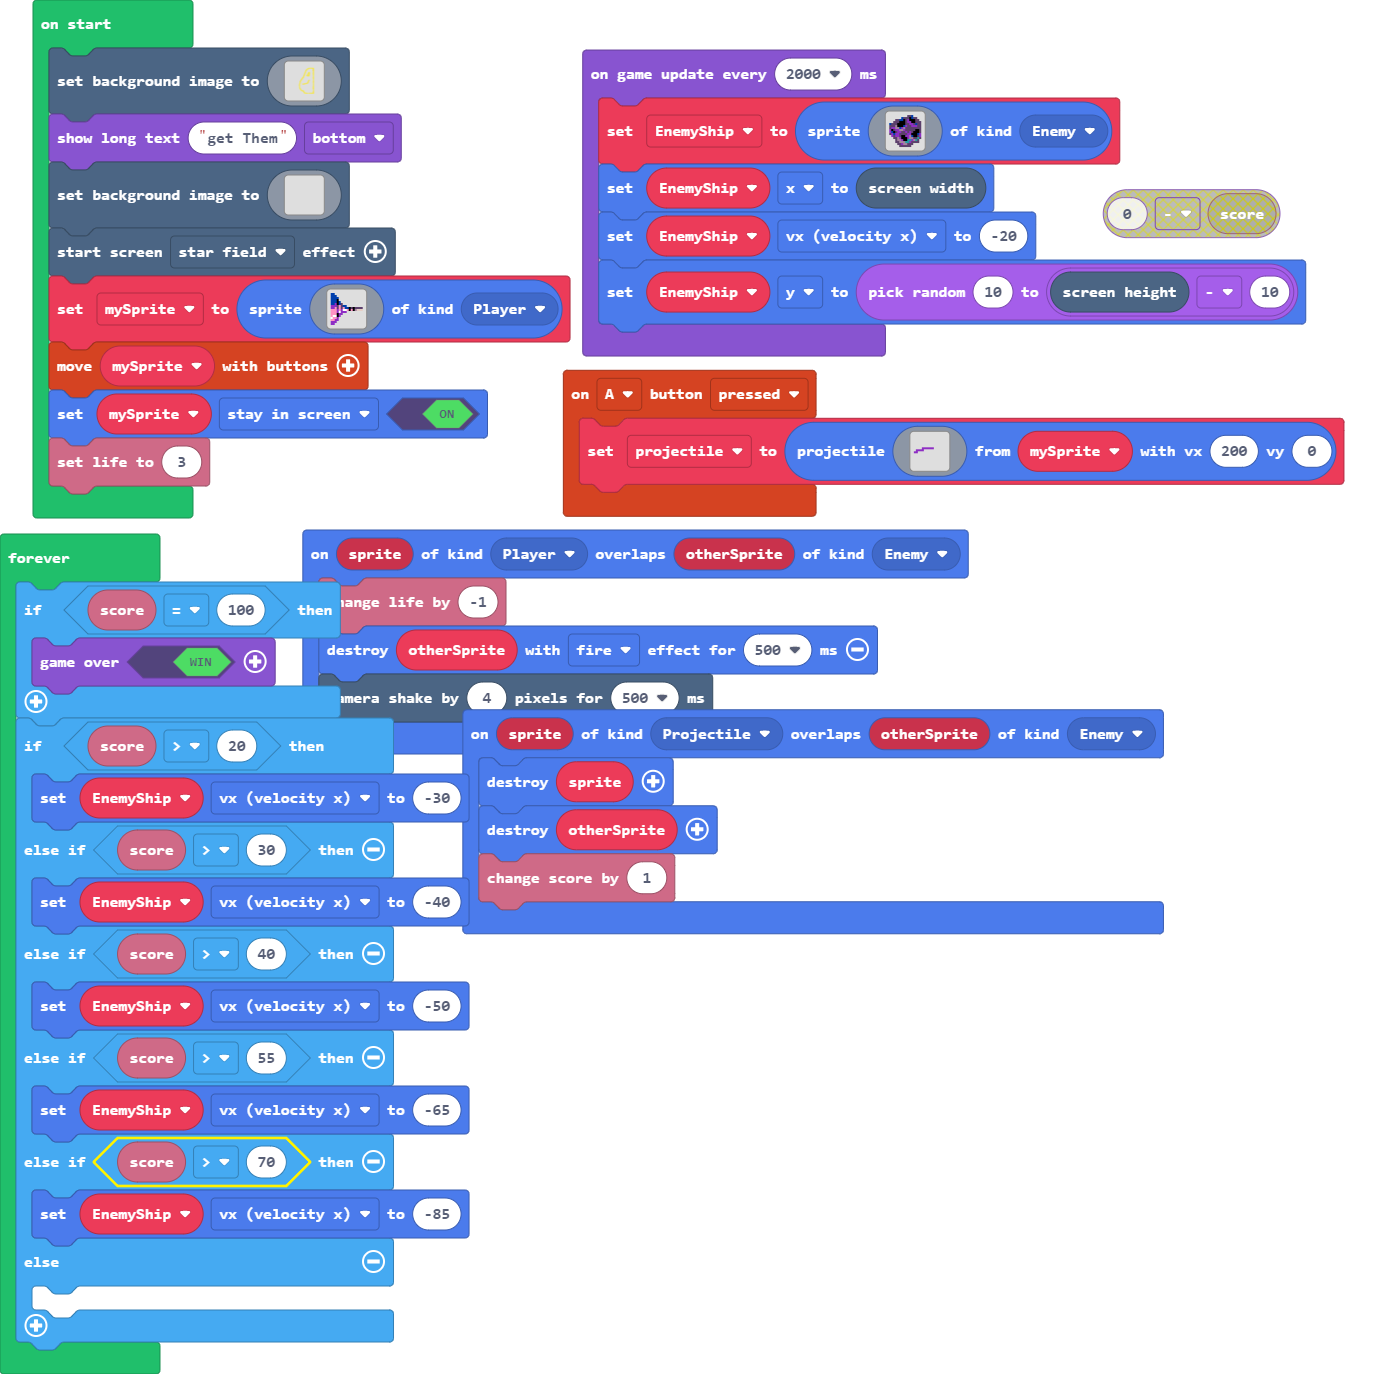 on start
set background image to
show long text "get Them" bottom
set background image to
start screen star field effect
set mySprite to sprite of kind Player
move mySprite with buttons
set mySprite stay in screen ON
set life to 3
on game update every 2000 ms
set EnemyShip to sprite of kind Enemy
set EnemyShip x to screen width
set EnemyShip vx (velocity x) to -20
set EnemyShip y to pick random 10 to screen height - 10
0 - score
on A button pressed
set projectile to projectile from mySprite with vx 200 vy 0
forever
if score = 100 then
game over WIN
if score > 20 then
set EnemyShip vx (velocity x) to -30
else if score > 30 then
set EnemyShip vx (velocity x) to -40
else if score > 40 then
set EnemyShip vx (velocity x) to -50
else if score > 55 then
set EnemyShip vx (velocity x) to -65
else if score > 70 then
set EnemyShip vx (velocity x) to -85
else
on sprite of kind Player overlaps otherSprite of kind Enemy
hange life by -1
destroy otherSprite with fire effect for 500 ms
mera shake by 4 pixels for 500 ms
on sprite of kind Projectile overlaps otherSprite of kind Enemy
destroy sprite
destroy otherSprite
change score by 1